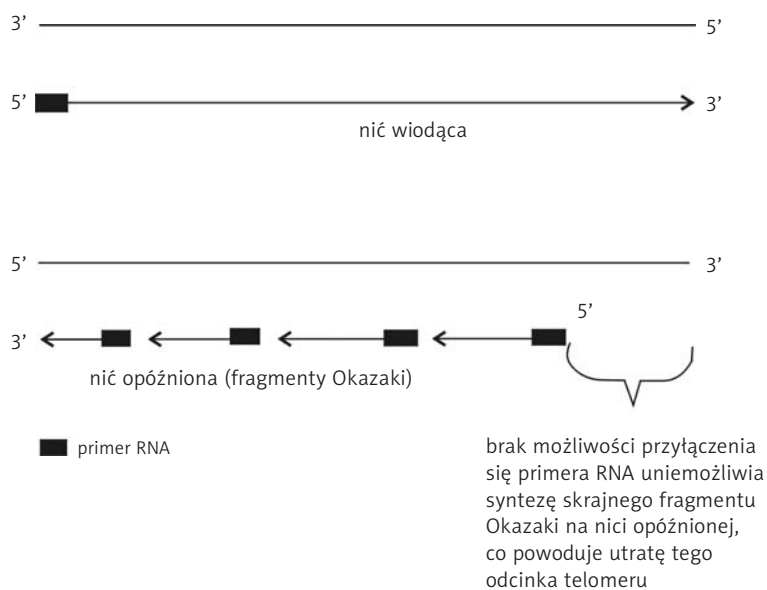 3’ 5’
5’ 3’
nić wiodąca
5’ 3’
5’
3’
nić opóźniona (fragmenty Okazaki)
primer RNA
brak możliwości przyłączenia
się primera RNA uniemożliwia
syntezę skrajnego fragmentu
Okazaki na nici opóźnionej,
co powoduje utratę tego
odcinka telomeru